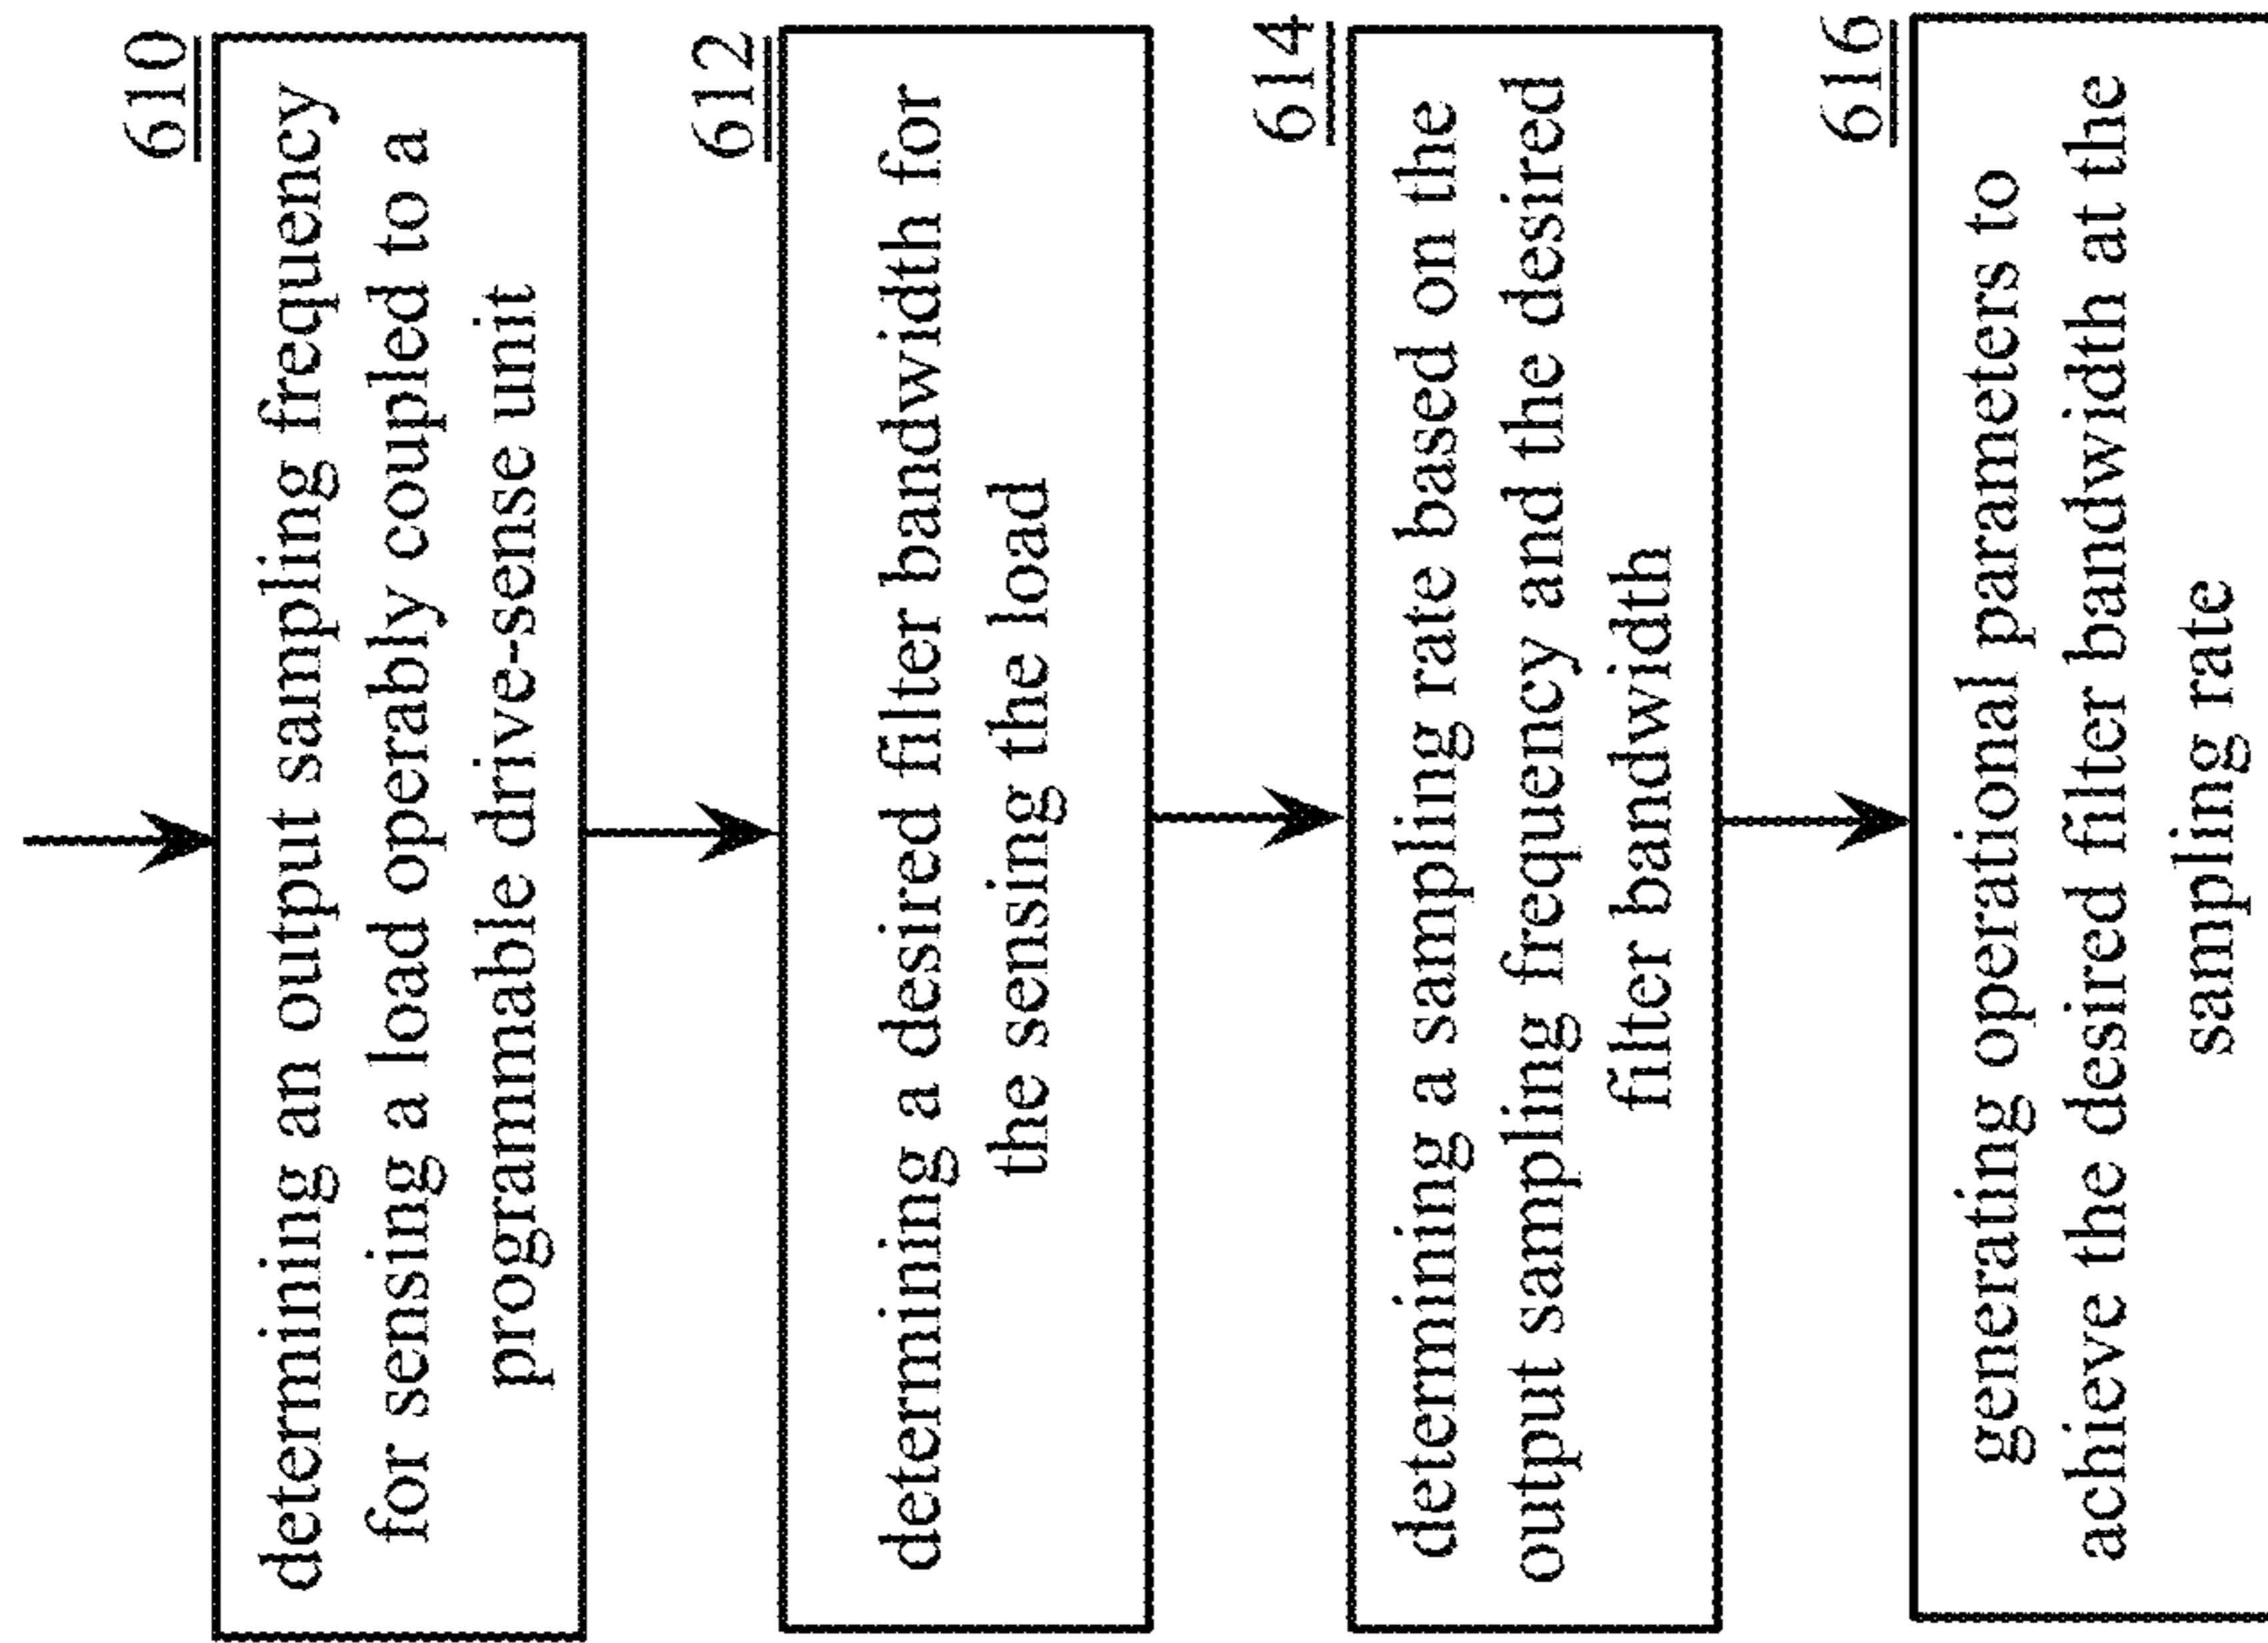 610
determining an output sampling frequency
for sensing a load operably coupled to a
programmable drive-sense unit
612
determining a desired filter bandwidth for
the sensing the load
614
determining a sampling rate based on the
output sampling frequency and the desired
filter bandwidth
616
generating operational parameters to
achieve the desired filter bandwidth at the
sampling rate